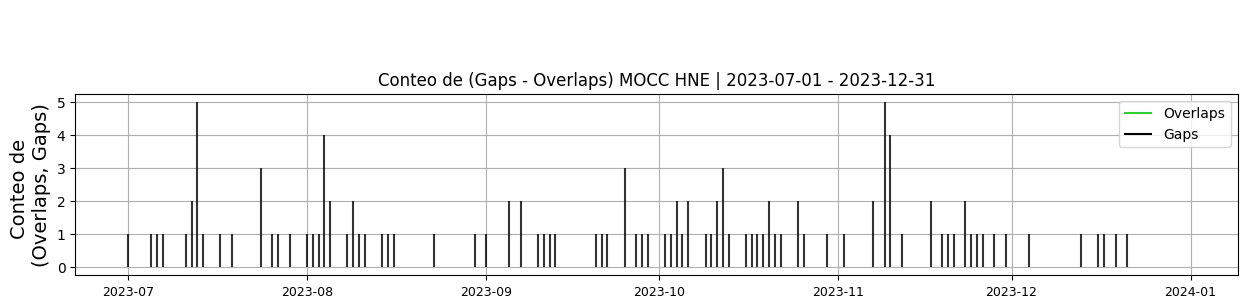 Conteo de (Gaps - Overlaps) MOCC HNE | 2023-07-01 - 2023-12-31
Conteo de
(Overlaps, Gaps)
5
4
3
2
1
0
Overlaps
Gaps
2023-07
2023-08
2023-09
2023-10
2023-11
2023-12
2024-01